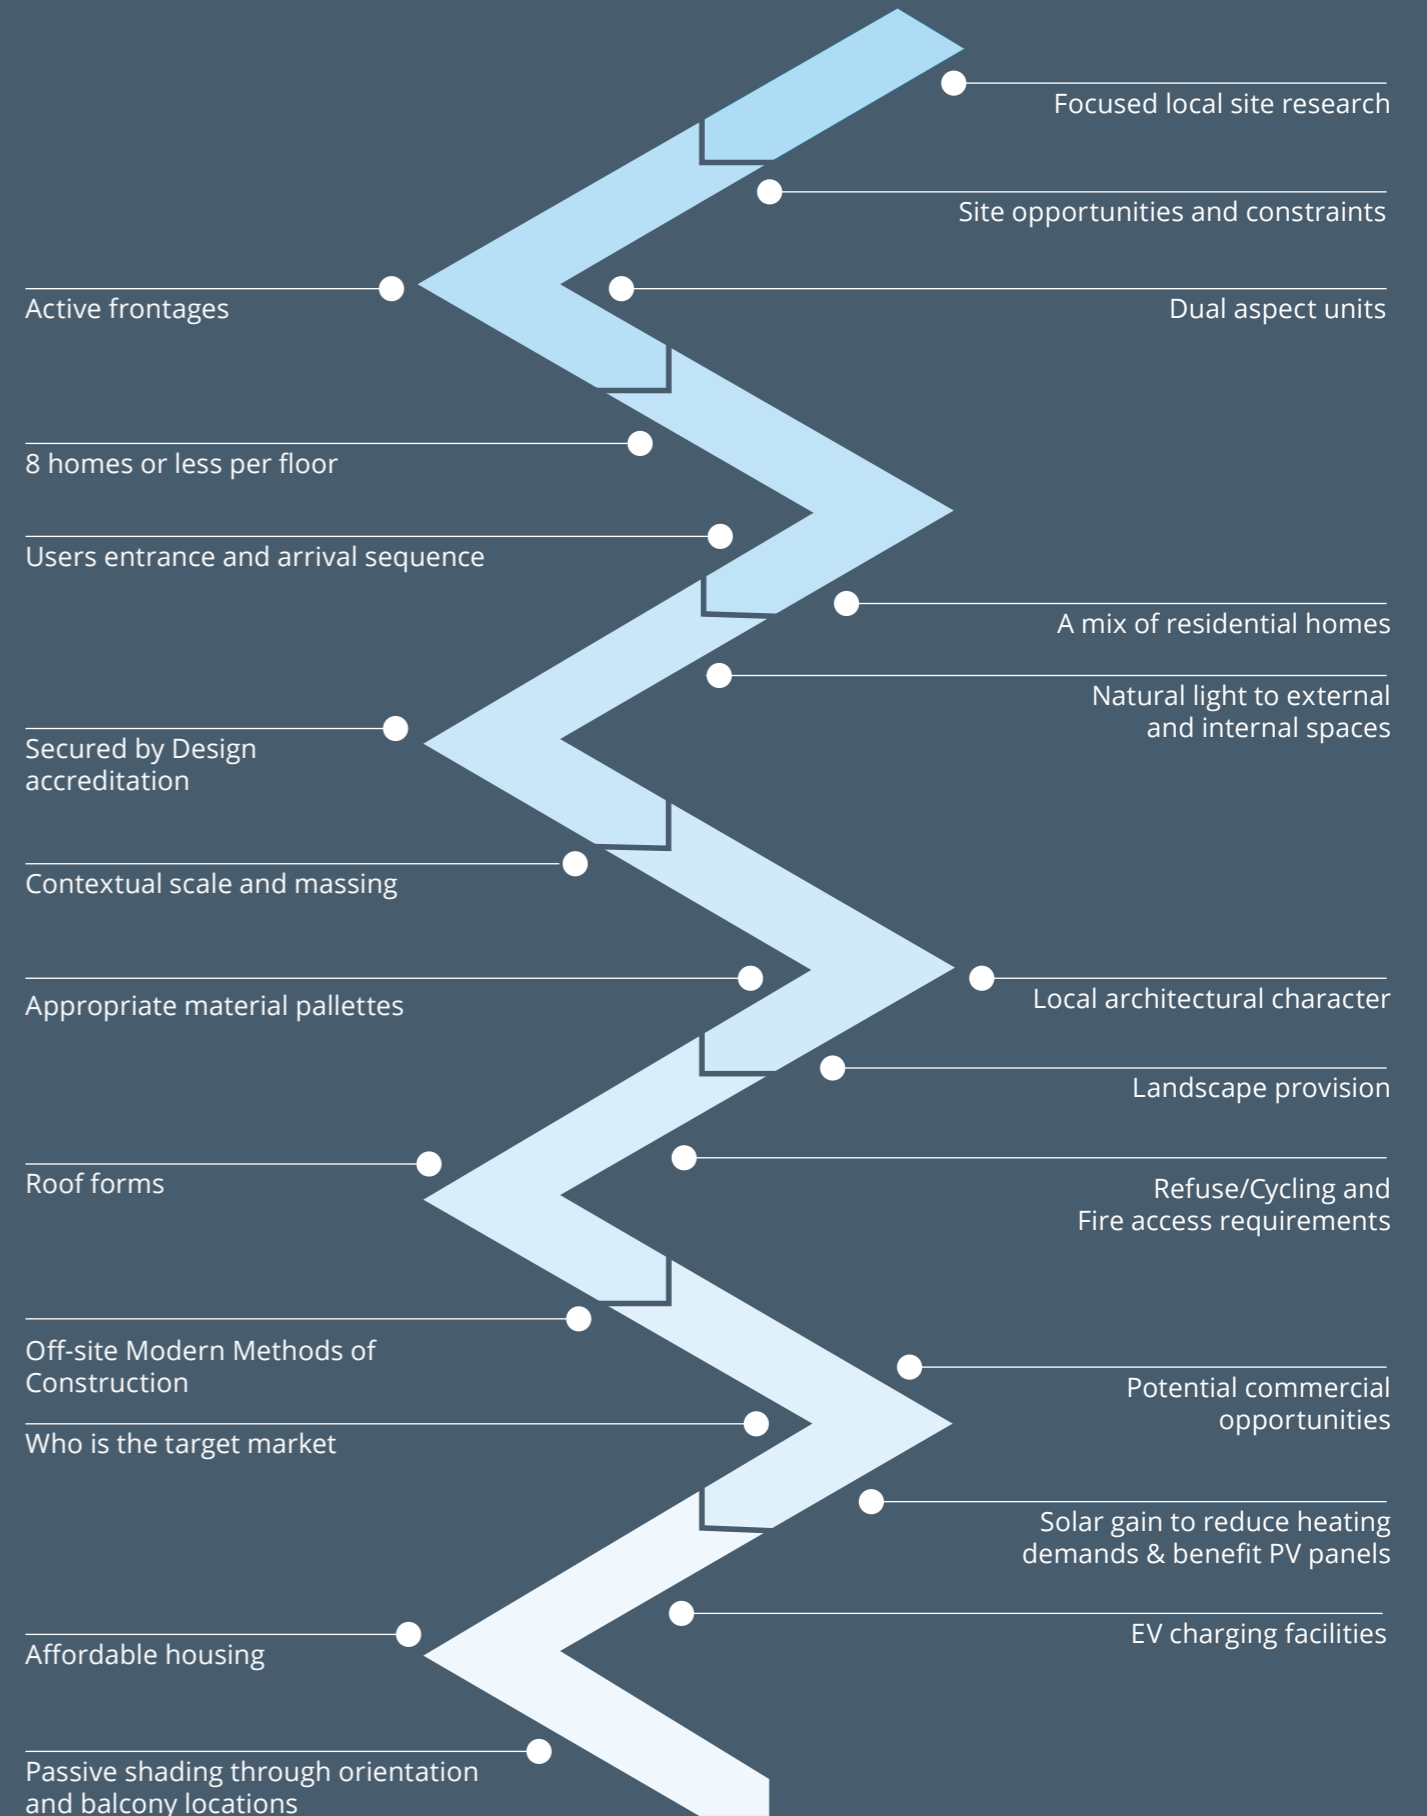 Focused local site research
Site opportunities and constraints
Active frontages
Dual aspect units
8 homes or less per floor
Users entrance and arrival sequence
A mix of residential homes
Natural light to external
and internal spaces
Secured by Design
accreditation
Contextual scale and massing
Appropriate material pallettes
Local architectural character
Landscape provision
Roof forms
Refuse/Cycling and
Fire access requirements
Off-site Modern Methods of
Construction
Potential commercial
opportunities
Who is the target market
Solar gain to reduce heating
demands & benefit PV panels
EV charging facilities
Affordable housing
Passive shading through orientation
and balcony locations